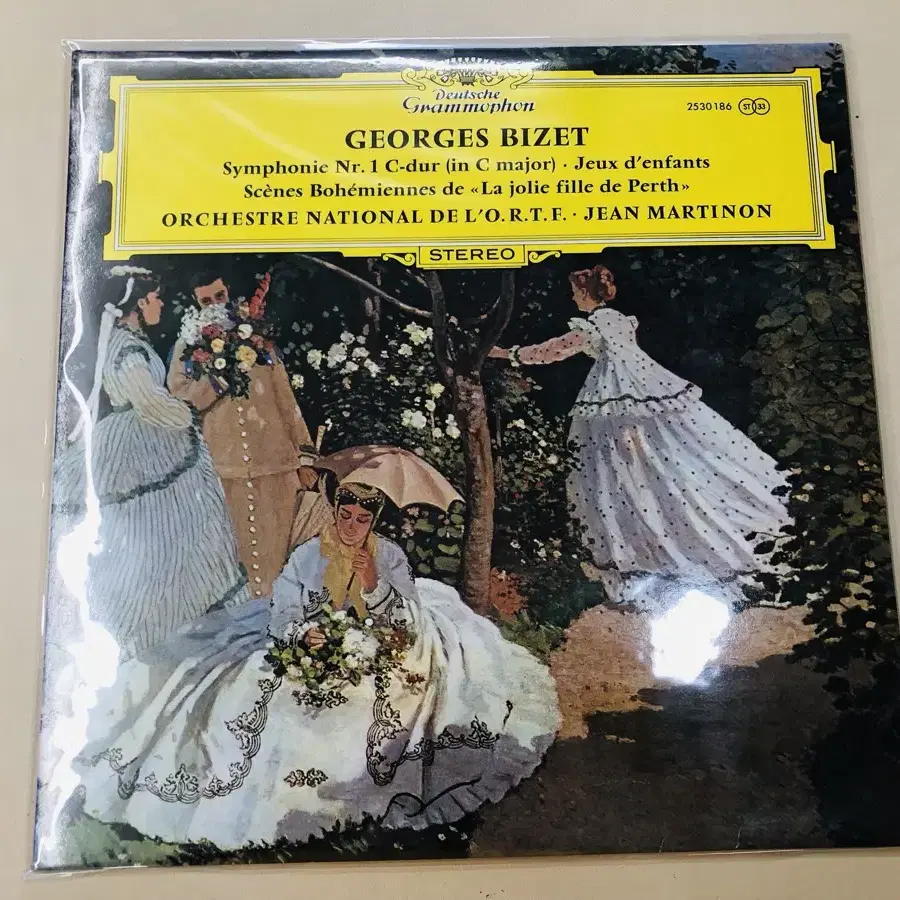 Deutsche
Grammophon
2530186 ST 33
GEORGES BIZET
Symphonie Nr. 1 C-dur (in C major) · Jeux d'enfants
Scènes Bohémiennes de «La jolie fille de Perth»
ORCHESTRE NATIONAL DE L'O.R.T.F. · JEAN MARTINON
STEREO